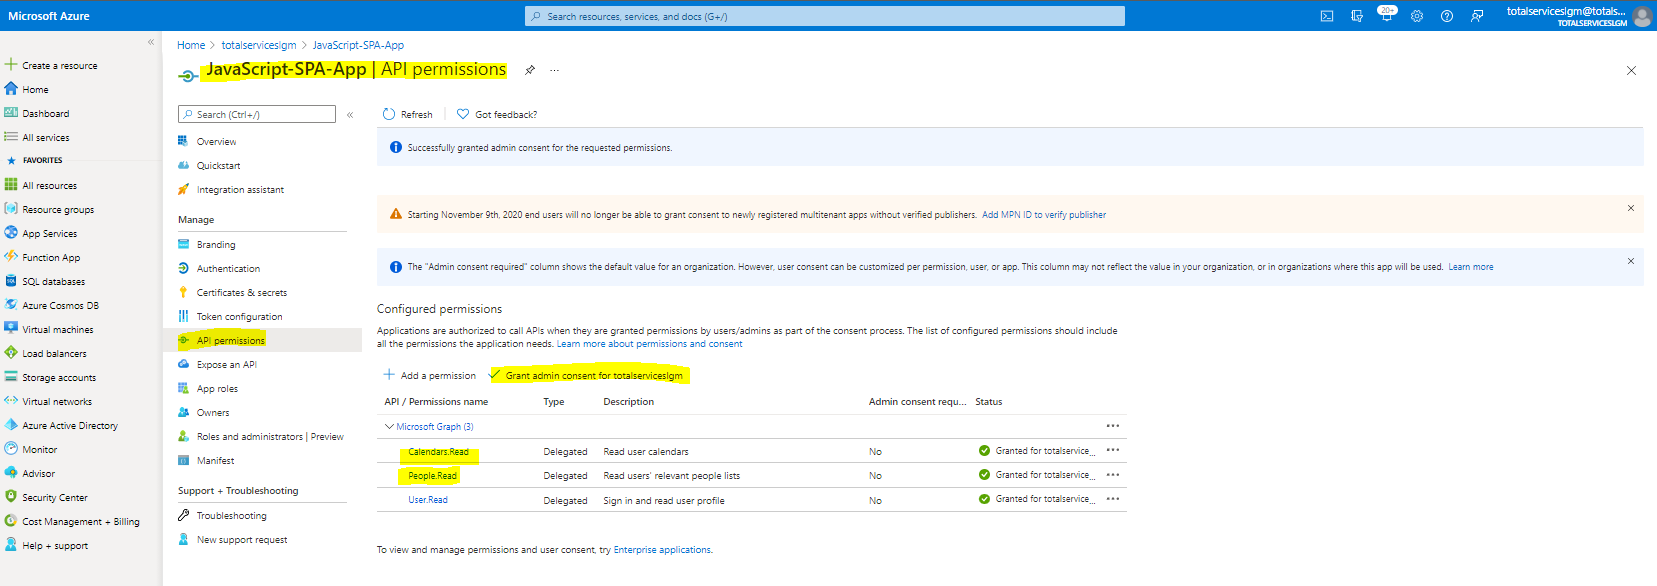 Microsoft Azure
Search resources, services, and docs (G+/)
20+
totalserviceslgm@totals...
TOTALSERVICESLGM
«
Create a resource
Home
Dashboard
All services
FAVORITES
All resources
Resource groups
App Services
Function App
SQL databases
Azure Cosmos DB
Virtual machines
Load balancers
Storage accounts
Virtual networks
Azure Active Directory
Monitor
Advisor
Security Center
Cost Management + Billing
Help + support
Home > totalserviceslgm > JavaScript-SPA-App
JavaScript-SPA-App | API permissions
...
Search (Ctrl+/)
«
Overview
Quickstart
Integration assistant
Manage
Branding
Authentication
Certificates & secrets
Token configuration
API permissions
Expose an API
App roles
Owners
Roles and administrators | Preview
Manifest
Support + Troubleshooting
Troubleshooting
New support request
Refresh
Got feedback?
Successfully granted admin consent for the requested permissions.
Starting November 9th, 2020 end users will no longer be able to grant consent to newly registered multitenant apps without verified publishers. Add MPN ID to verify publisher
The "Admin consent required" column shows the default value for an organization. However, user consent can be customized per permission, user, or app. This column may not reflect the value in your organization, or in organizations where this app will be used. Learn more
Configured permissions
Applications are authorized to call APIs when they are granted permissions by users/admins as part of the consent process. The list of configured permissions should include
all the permissions the application needs. Learn more about permissions and consent
Add a permission
Grant admin consent for totalserviceslgm
API / Permissions name Type Description Admin consent requ... Status
Microsoft Graph (3) ...
Calendars.Read Delegated Read user calendars No Granted for totalservice... ...
People.Read Delegated Read users' relevant people lists No Granted for totalservice... ...
User.Read Delegated Sign in and read user profile No Granted for totalservice... ...
To view and manage permissions and user consent, try Enterprise applications.